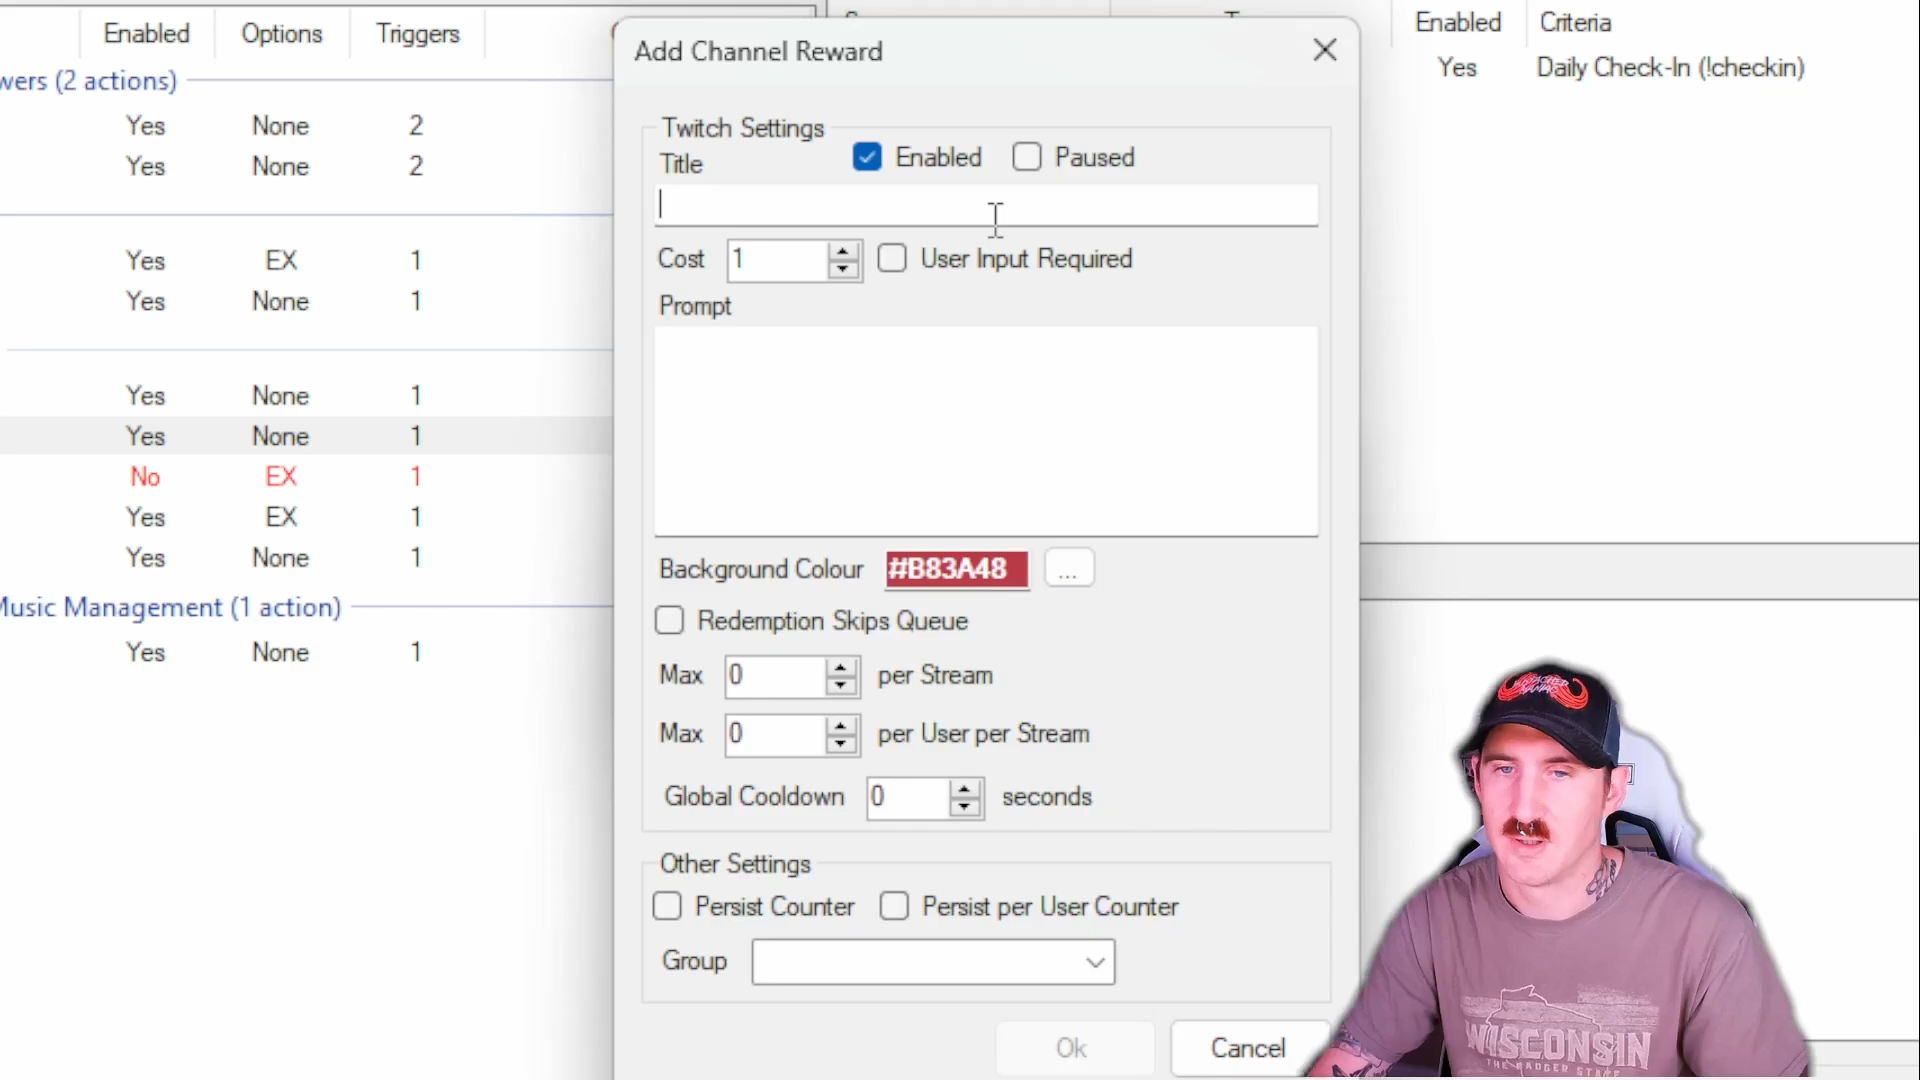 Enabled Options Triggers
wers (2 actions)
Yes None 2
Yes None 2
Yes EX 1
Yes None 1
Yes None 1
Yes None 1
No EX 1
Yes EX 1
Yes None 1
Music Management (1 action)
Yes None 1
Add Channel Reward
Twitch Settings
Title Enabled Paused
Cost 1 User Input Required
Prompt
Background Colour #B83A48 ...
Redemption Skips Queue
Max 0 per Stream
Max 0 per User per Stream
Global Cooldown 0 seconds
Other Settings
Persist Counter Persist per User Counter
Group
Ok Cancel
Enabled Criteria
Yes Daily Check-In (!checkin)
WISCONSIN
THE BADGER STATE